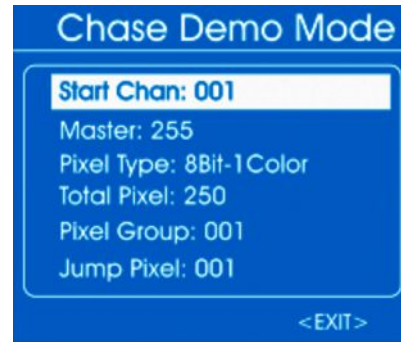 Chase Demo Mode
Start Chan: 001
Master: 255
Pixel Type: 8Bit-1Color
Total Pixel: 250
Pixel Group: 001
Jump Pixel: 001
<EXIT>